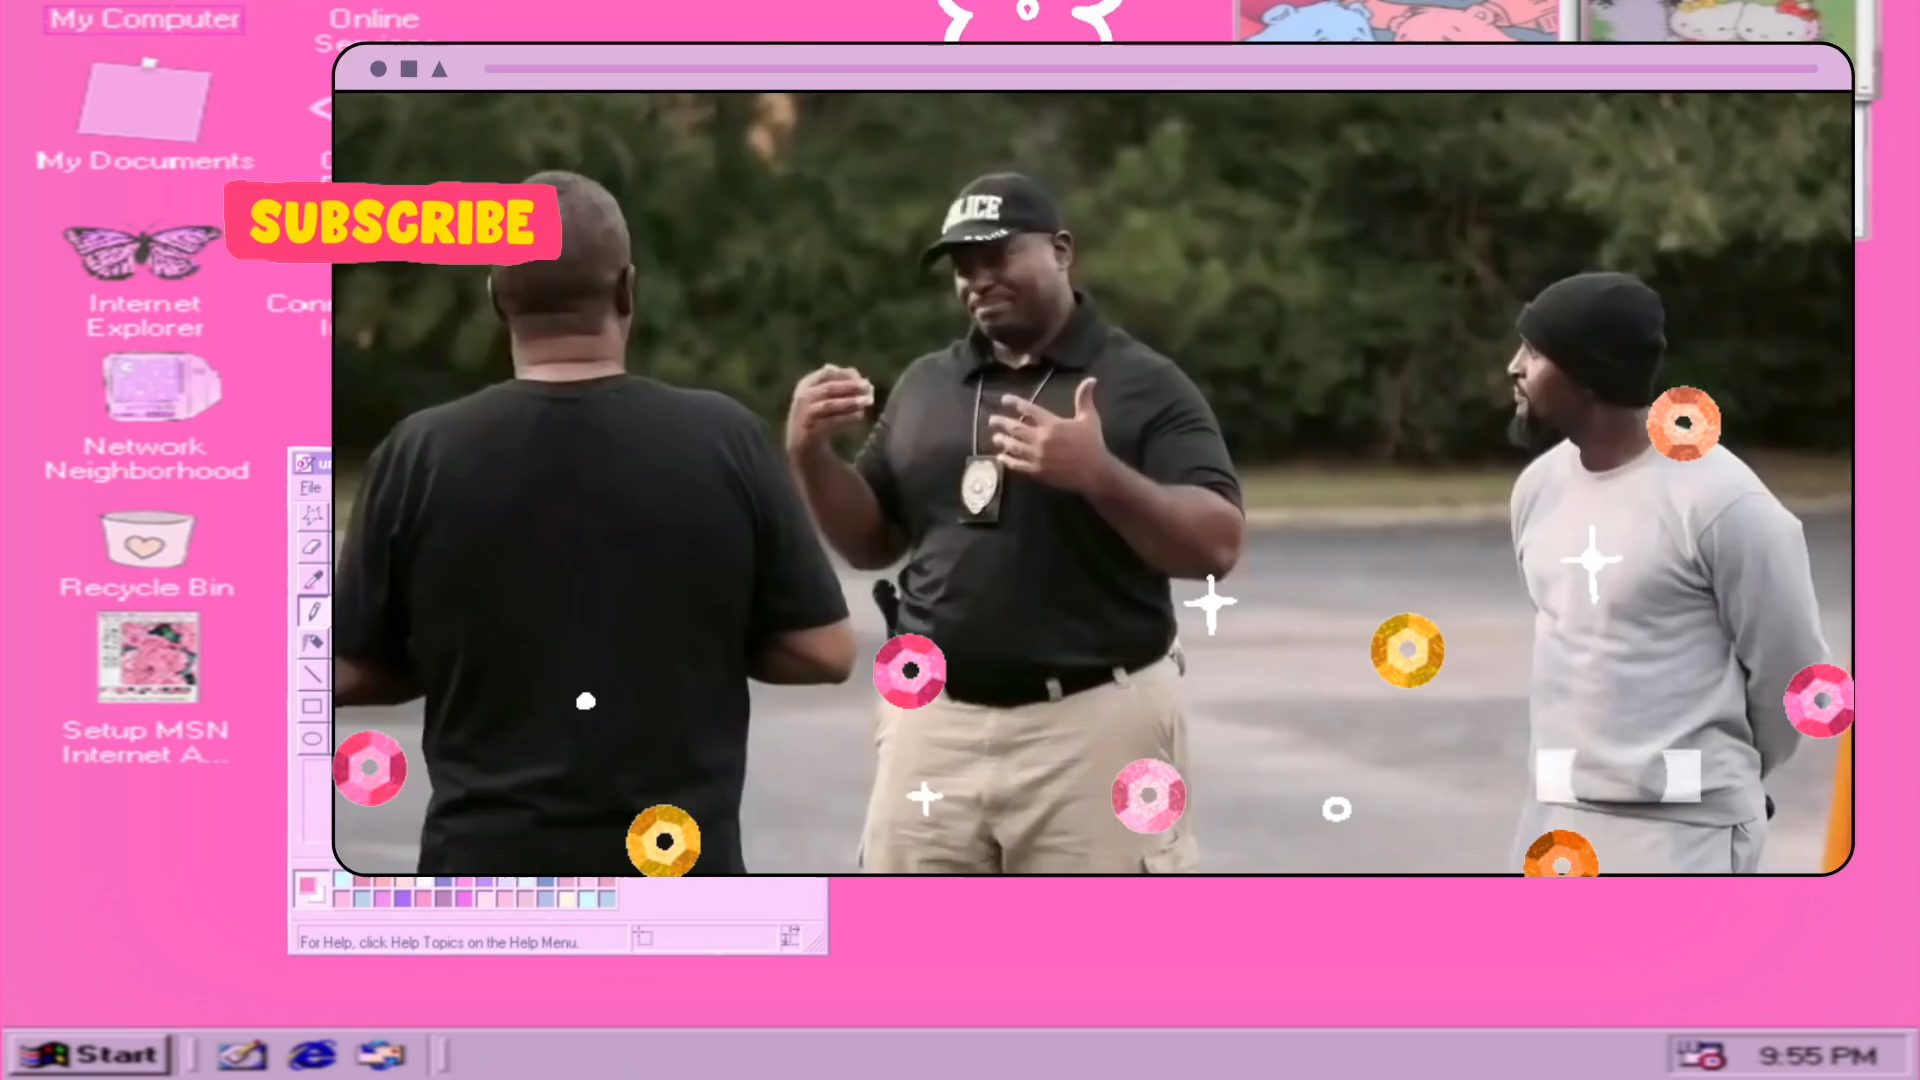 My Computer
Online
My Documents
SUBSCRIBE
Internet
Explorer
Network
Neighborhood
File
Recycle Bin
Setup MSN
Internet A...
For Help, click Help Topics on the Help Menu.
Start
9:55 PM